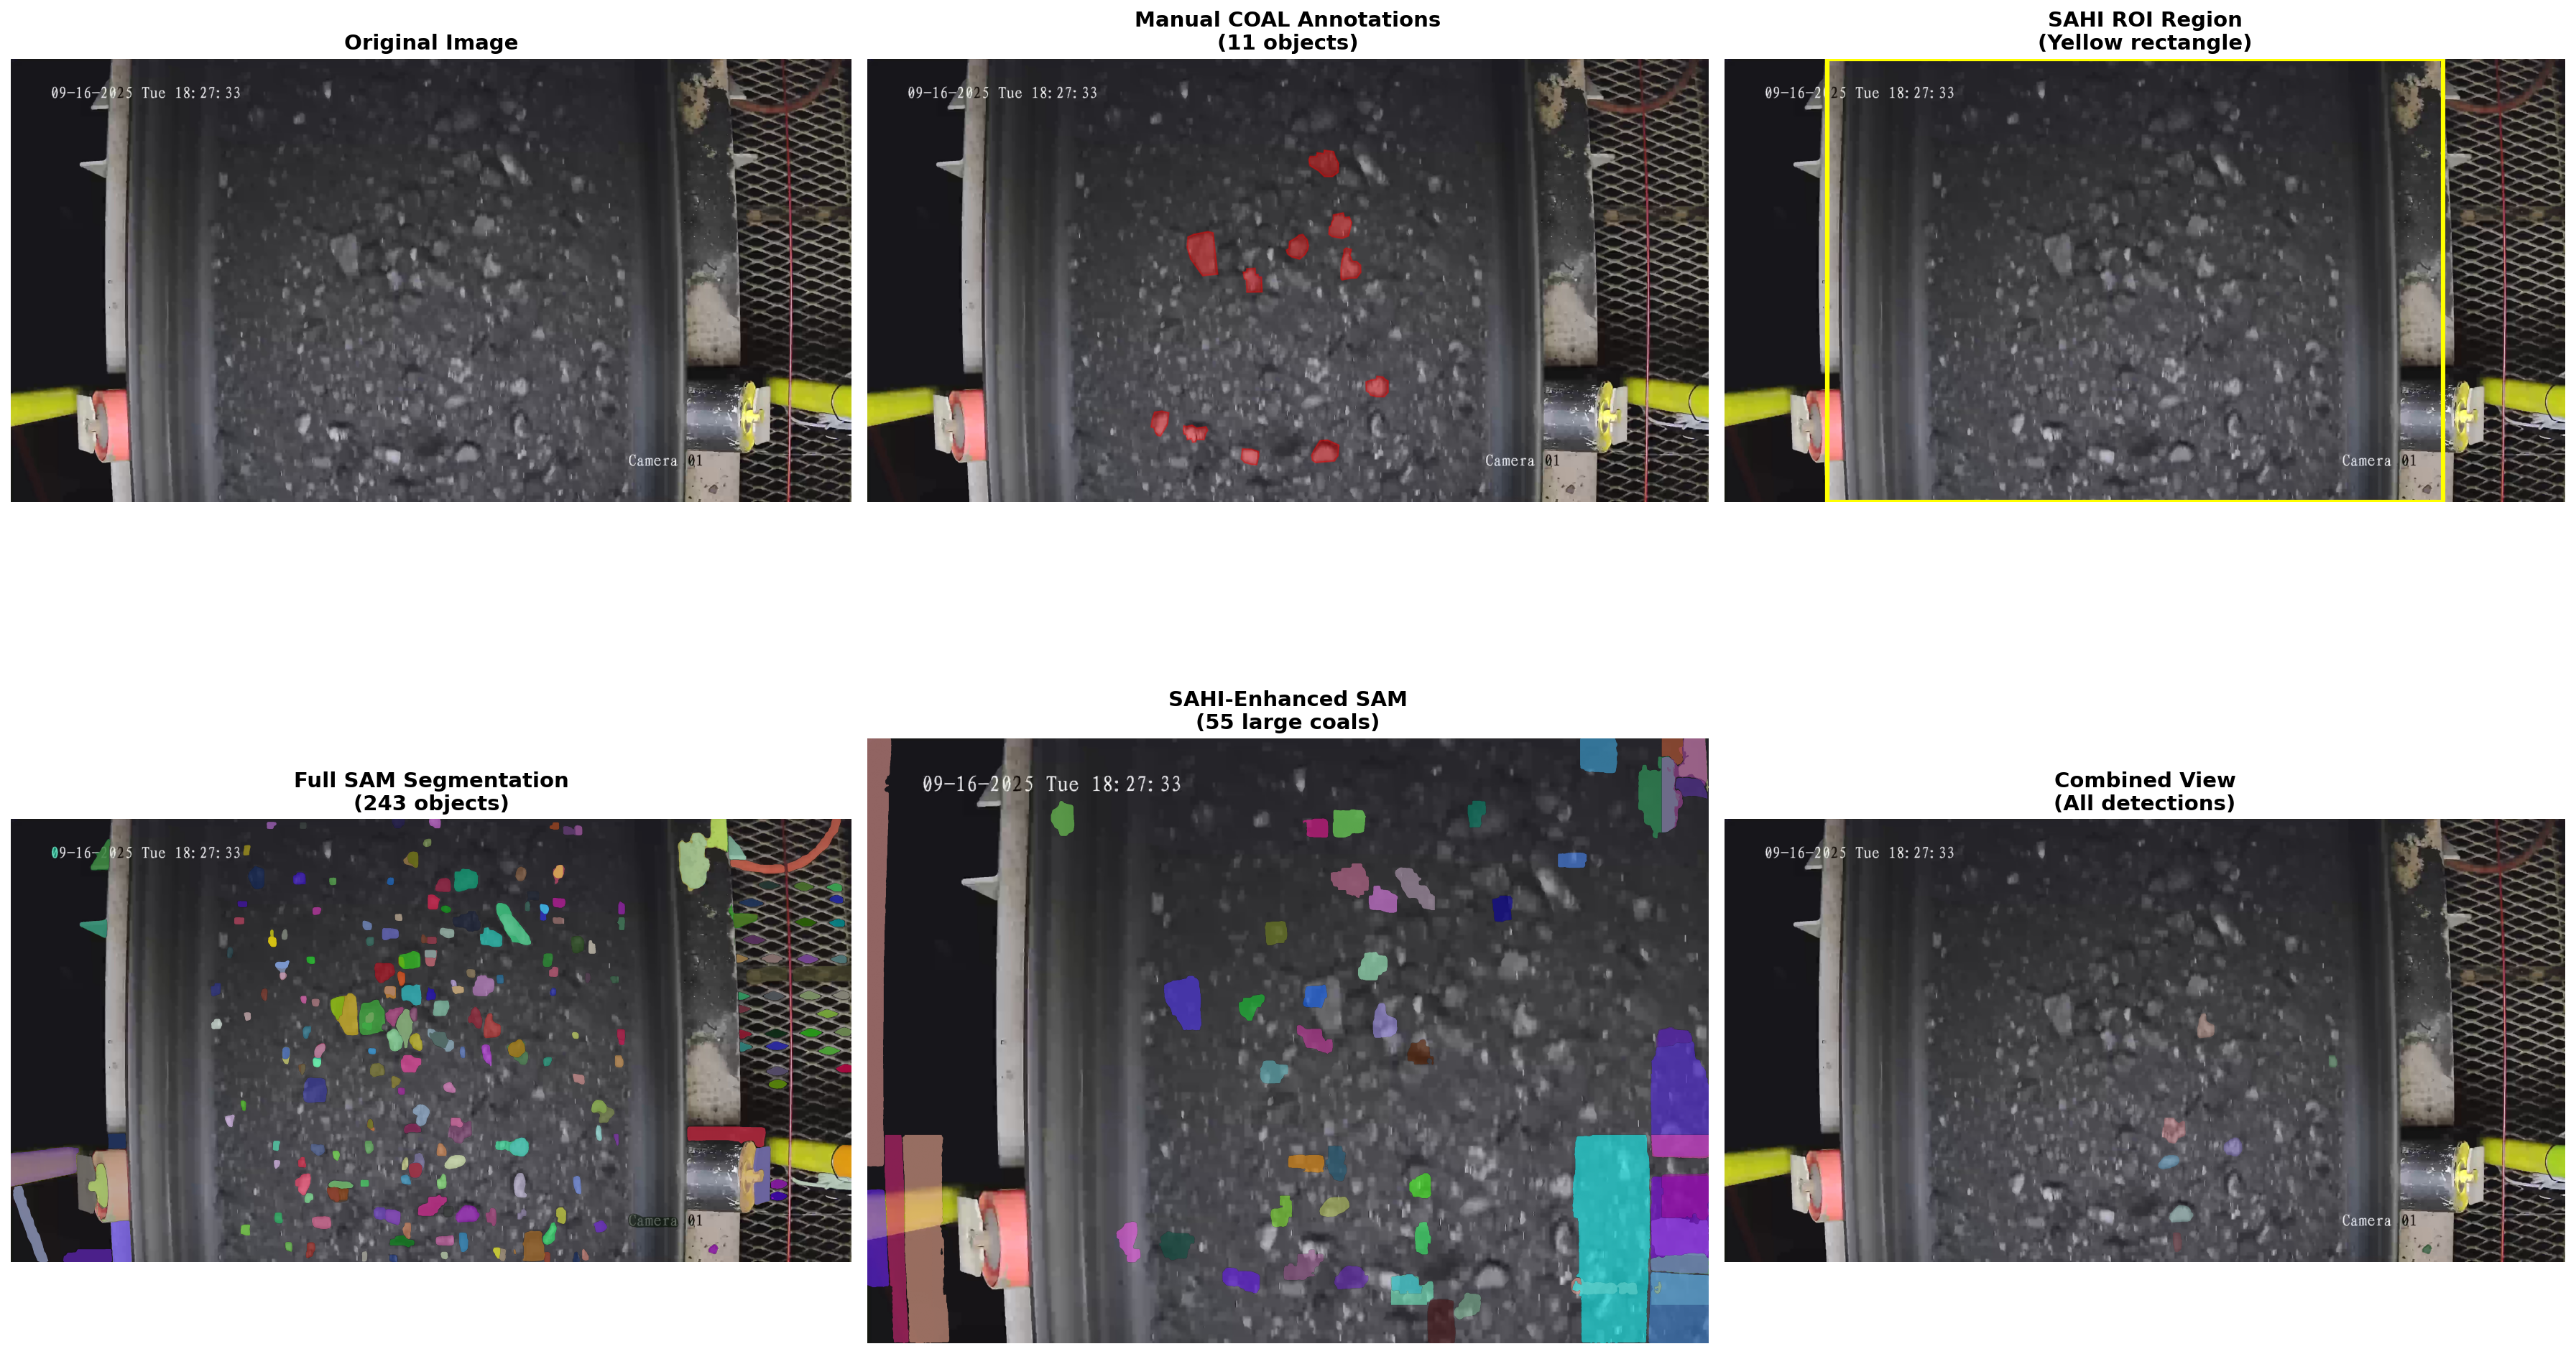 Original Image
09-16-2025 Tue 18:27:33
Camera 01
Manual COAL Annotations
(11 objects)
09-16-2025 Tue 18:27:33
Camera 01
SAHI ROI Region
(Yellow rectangle)
09-16-2025 Tue 18:27:33
Camera 01
Full SAM Segmentation
(243 objects)
09-16-2025 Tue 18:27:33
Camera 01
SAHI-Enhanced SAM
(55 large coals)
09-16-2025 Tue 18:27:33
Combined View
(All detections)
09-16-2025 Tue 18:27:33
Camera 01